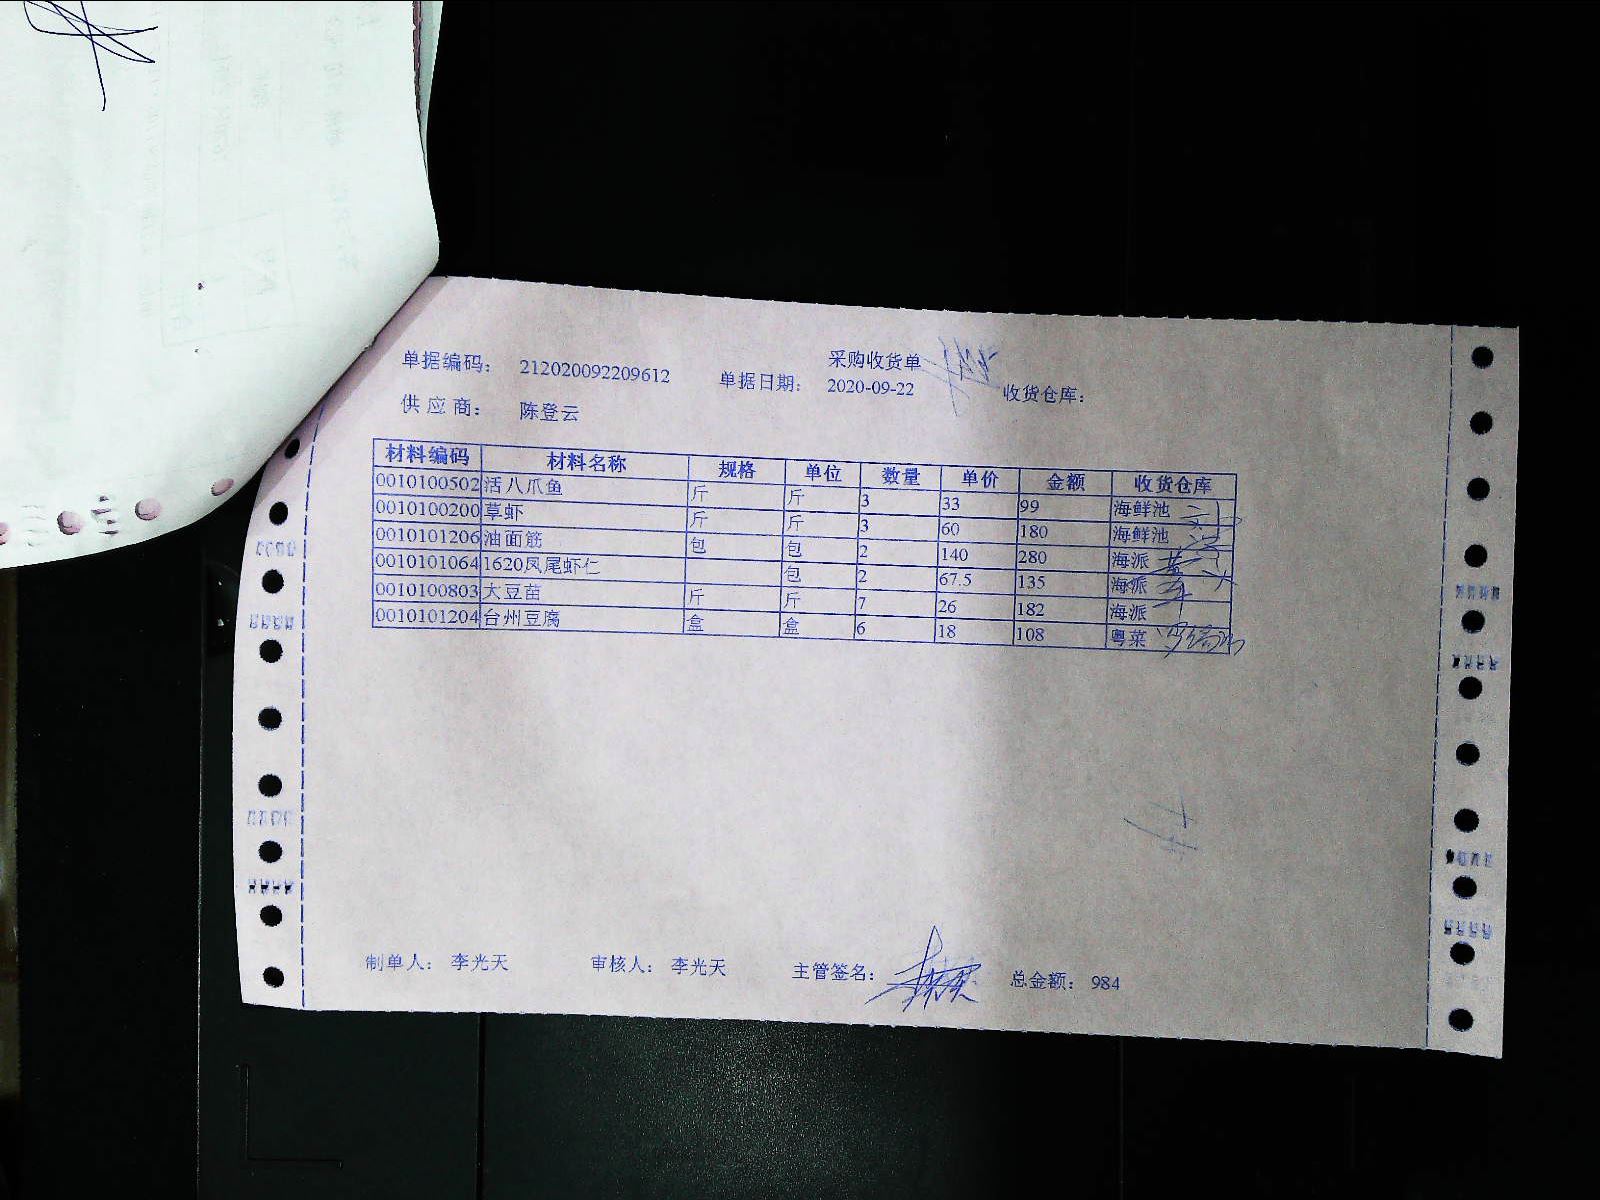 采购收货单
单据编码： 212020092209612 单据日期： 2020-09-22 收货仓库：
供 应 商： 陈登云
材料编码 材料名称 规格 单位 数量 单价 金额 收货仓库
0010100502 活八爪鱼 斤 斤 3 33 99 海鲜池
0010100200 草虾 斤 斤 3 60 180 海鲜池
0010101206 油面筋 包 包 2 140 280 海派
0010101064 1620凤尾虾仁 包 2 67.5 135 海派
0010100803 大豆苗 斤 斤 7 26 182 海派
0010101204 台州豆腐 盒 盒 6 18 108 粤菜
制单人： 李光天 审核人： 李光天 主管签名： 总金额： 984